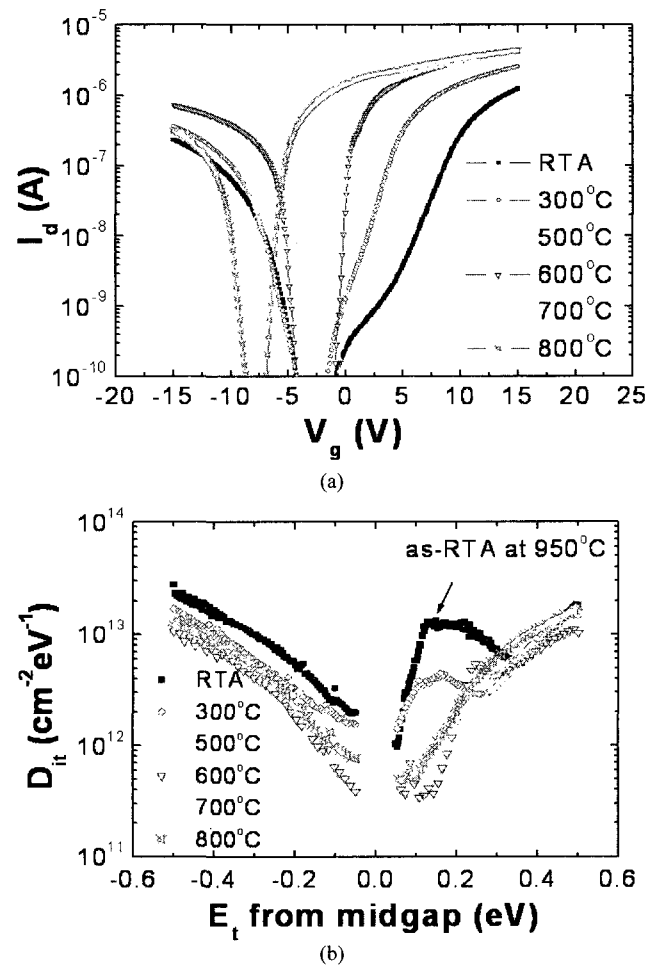 10^-5
10^-6
10^-7
10^-8
10^-9
10^-10
I_d (A)
RTA
300°C
500°C
600°C
700°C
800°C
-20 -15 -10 -5 0 5 10 15 20 25
V_g (V)
(a)
10^14
10^13
10^12
10^11
D_it (cm^-2 eV^-1)
as-RTA at 950°C
RTA
300°C
500°C
600°C
700°C
800°C
-0.6 -0.4 -0.2 0.0 0.2 0.4 0.6
E_t from midgap (eV)
(b)